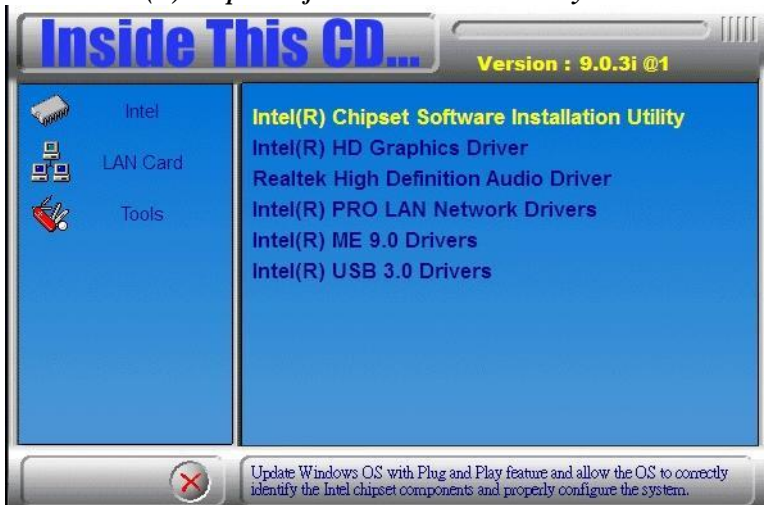 Inside This CD...
Version : 9.0.3i @1
Intel
LAN Card
Tools
Intel(R) Chipset Software Installation Utility
Intel(R) HD Graphics Driver
Realtek High Definition Audio Driver
Intel(R) PRO LAN Network Drivers
Intel(R) ME 9.0 Drivers
Intel(R) USB 3.0 Drivers
Update Windows OS with Plug and Play feature and allow the OS to correctly
identify the Intel chipset components and properly configure the system.